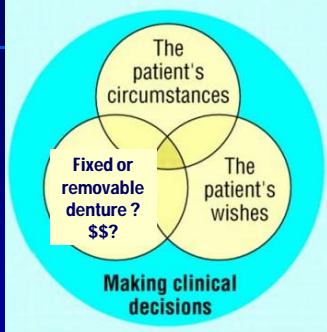 The
patient's
circumstances
Fixed or
removable
denture ?
$$?
The
patient's
wishes
Making clinical
decisions